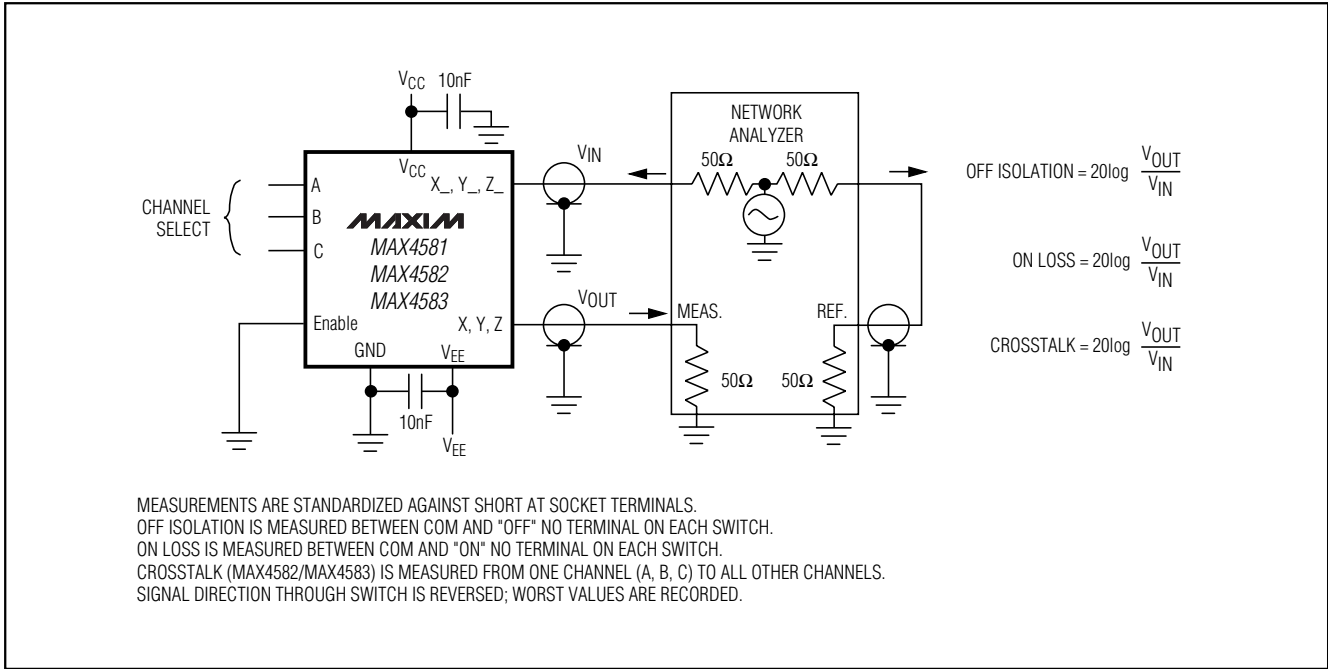 VCC 10nF
VCC
X_, Y_, Z_
VIN
A
B
C
CHANNEL
SELECT
MAXIM
MAX4581
MAX4582
MAX4583
Enable
GND
VEE
X, Y, Z
VOUT
10nF
VEE
NETWORK
ANALYZER
50Ω 50Ω
MEAS.
REF.
50Ω 50Ω
OFF ISOLATION = 20log VOUT
VIN
ON LOSS = 20log VOUT
VIN
CROSSTALK = 20log VOUT
VIN
MEASUREMENTS ARE STANDARDIZED AGAINST SHORT AT SOCKET TERMINALS.
OFF ISOLATION IS MEASURED BETWEEN COM AND "OFF" NO TERMINAL ON EACH SWITCH.
ON LOSS IS MEASURED BETWEEN COM AND "ON" NO TERMINAL ON EACH SWITCH.
CROSSTALK (MAX4582/MAX4583) IS MEASURED FROM ONE CHANNEL (A, B, C) TO ALL OTHER CHANNELS.
SIGNAL DIRECTION THROUGH SWITCH IS REVERSED; WORST VALUES ARE RECORDED.